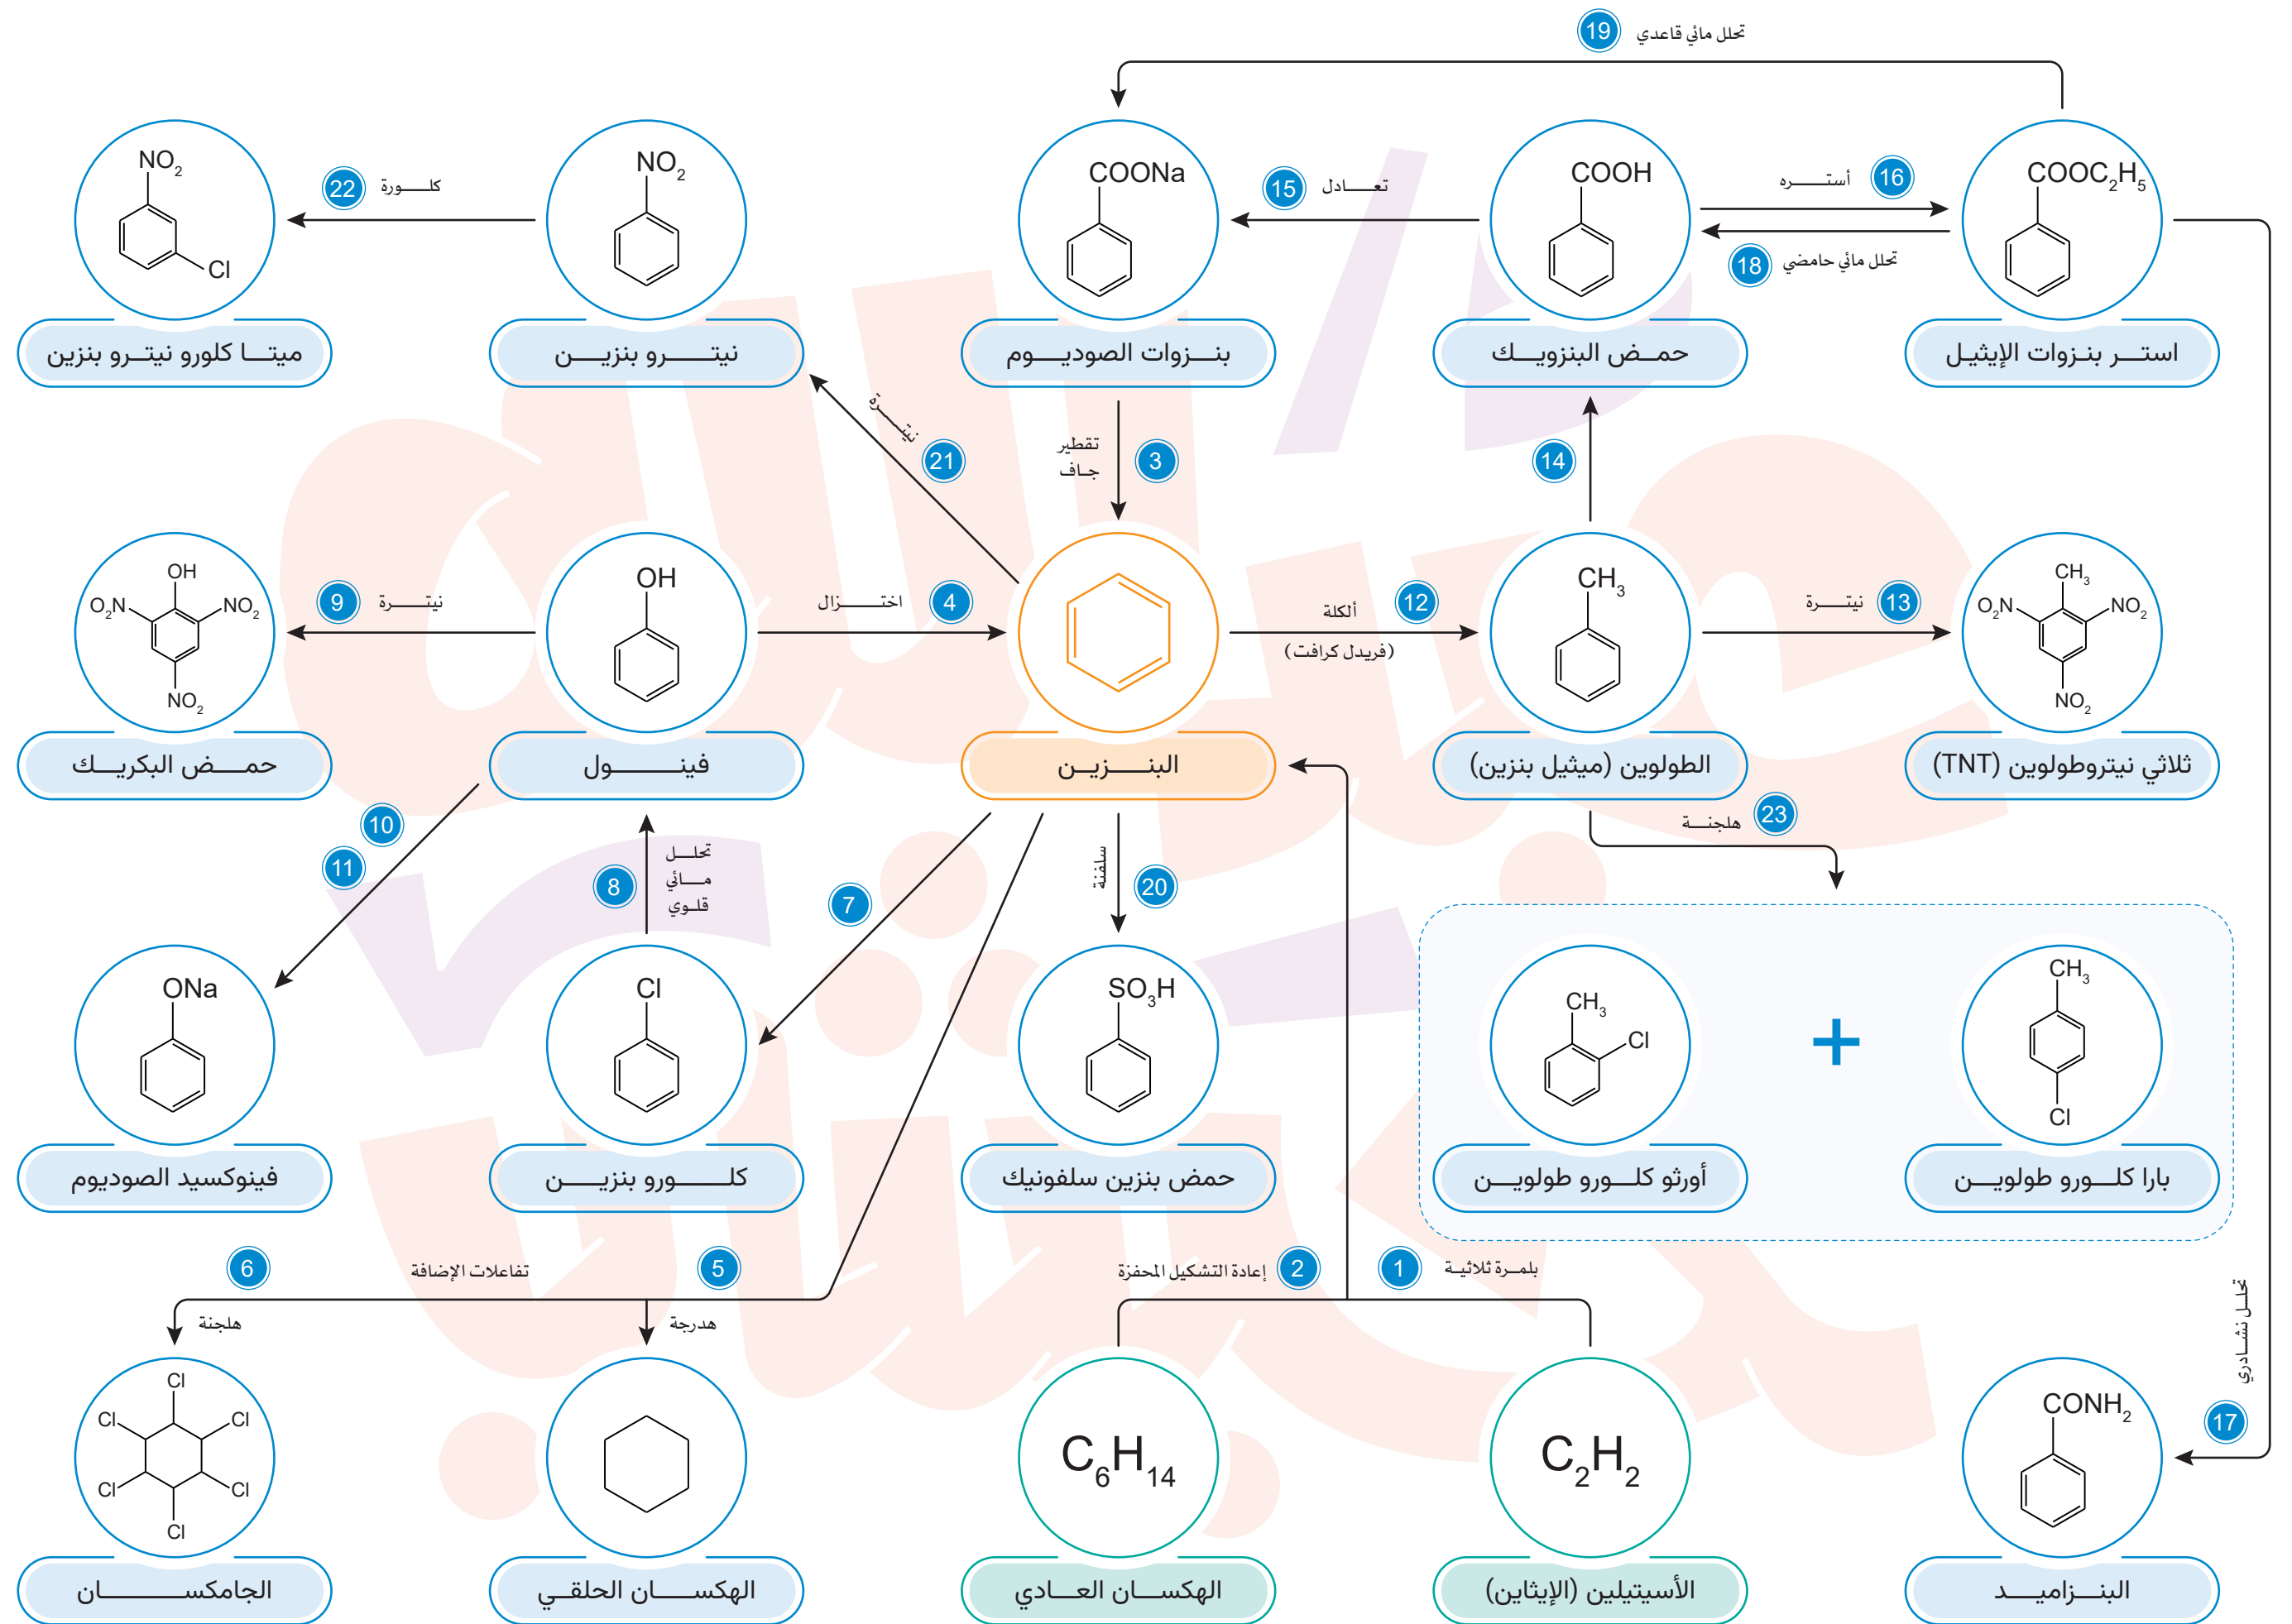 19 تحلل مائي قاعدي
NO2
Cl
ميتا كلورو نيترو بنزين
22 كلورة
NO2
نيترو بنزين
COONa
بنزوات الصوديوم
15 تعادل
COOH
حمض البنزويك
16 أستره
18 تحلل مائي حامضي
COOC2H5
استر بنزوات الإيثيل
21 نيترة
3 تقطير
جاف
14
OH
O2N
NO2
NO2
حمض البكريك
9 نيترة
OH
فينول
4 اختزال
البنزين
12 ألكلة
(فريدل كرافت)
CH3
الطولوين (ميثيل بنزين)
13 نيترة
CH3
NO2
NO2
NO2
ثلاثي نيتروطولوين (TNT)
10
11
8 تحلل
مائي
قلوي
7
20 سلفنة
23 هلجنة
ONa
فينوكسيد الصوديوم
Cl
كلورو بنزين
SO3H
حمض بنزين سلفونيك
CH3
Cl
أورثو كلورو طولوين
+
CH3
Cl
بارا كلورو طولوين
6 تفاعلات الإضافة 5
هلجنة
هدرجة
2 إعادة التشكيل المحفزة
1 بلمرة ثلاثية
17 تحلل نشادري
Cl
Cl
Cl
Cl
Cl
Cl
الجامكسان
الهكسان الحلقي
C6H14
الهكسان العادي
C2H2
الأسيتيلين (الإيثاين)
CONH2
البنزاميد